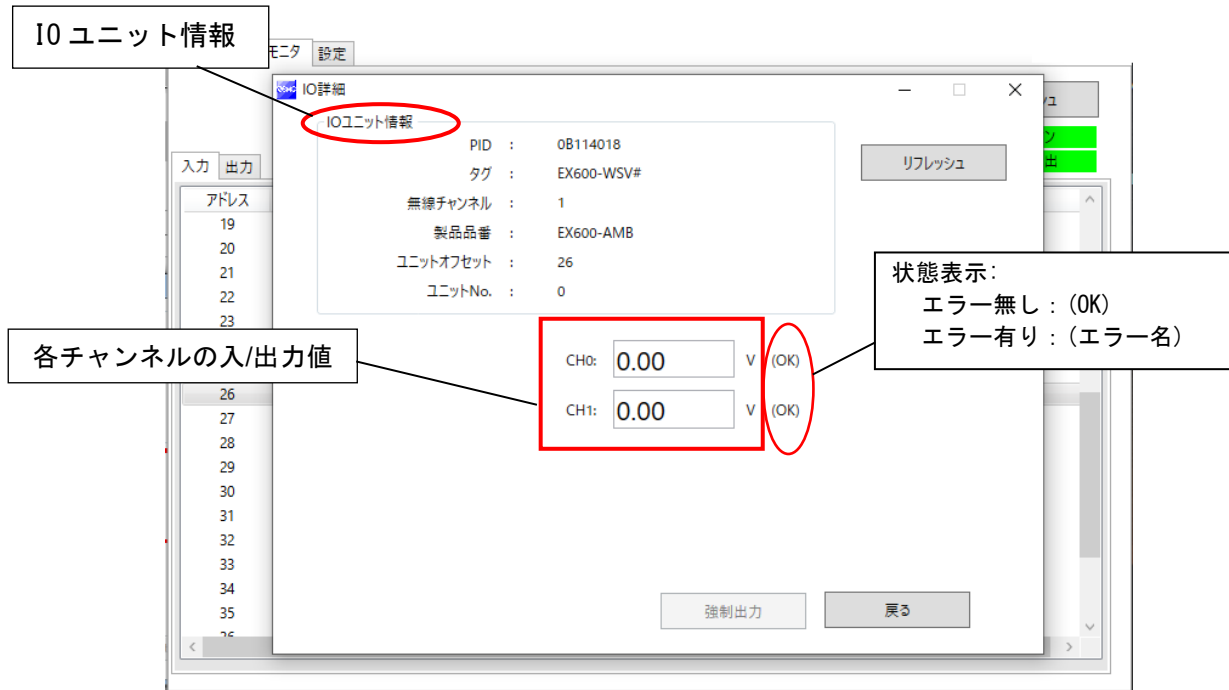 IO ユニット情報
モニタ 設定
IO詳細
IOユニット情報
PID : 0B114018
タグ : EX600-WSV#
無線チャンネル : 1
製品品番 : EX600-AMB
ユニットオフセット : 26
ユニットNo. : 0
リフレッシュ
入力 出力
アドレス
19
20
21
22
23
26
27
28
29
30
31
32
33
34
35
状態表示:
エラー無し：(OK)
エラー有り：(エラー名)
各チャンネルの入/出力値
CH0: 0.00 V (OK)
CH1: 0.00 V (OK)
強制出力
戻る